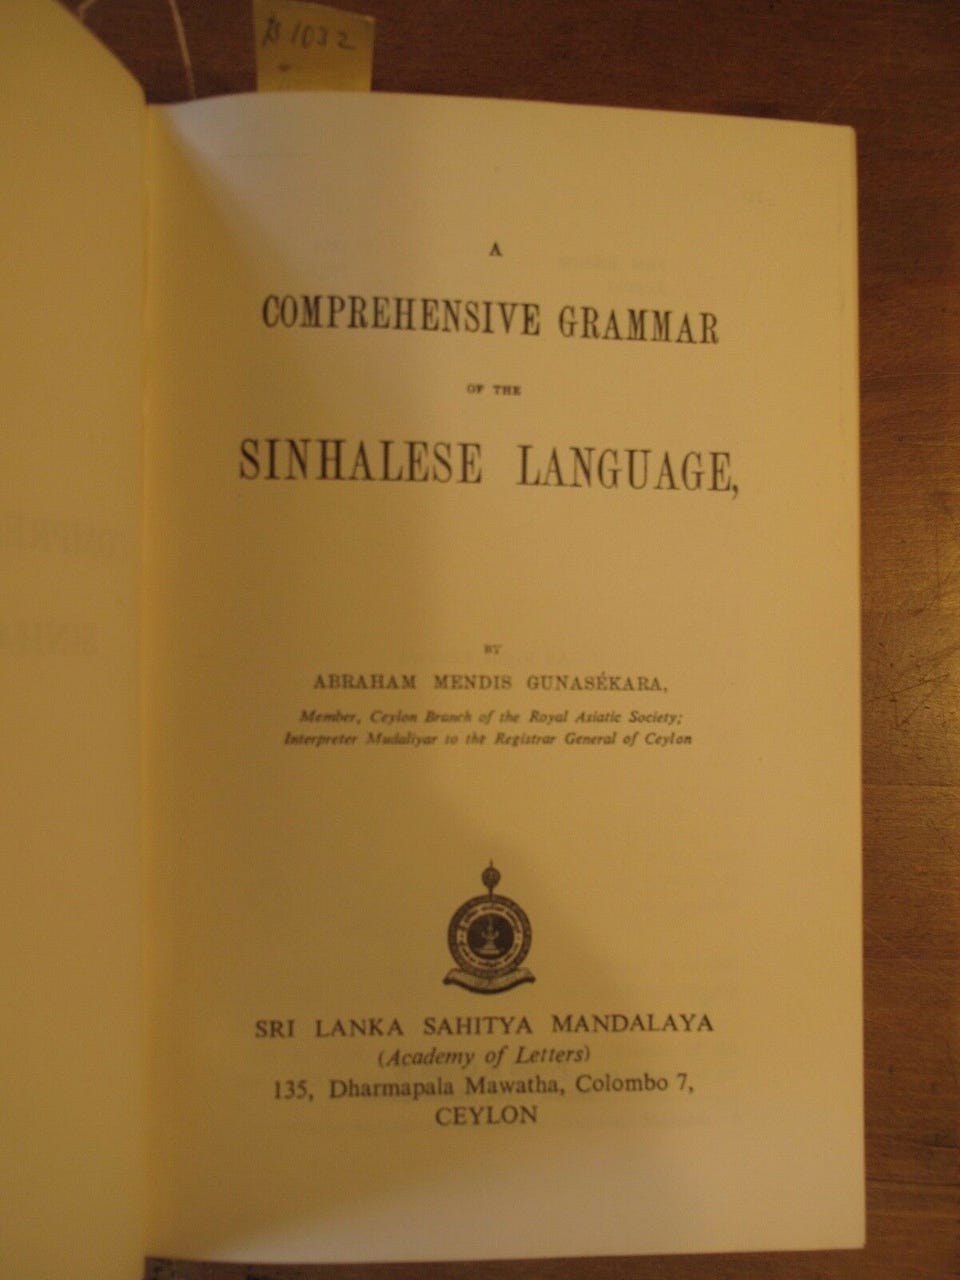 1032
A
COMPREHENSIVE GRAMMAR
OF THE
SINHALESE LANGUAGE,
BY
ABRAHAM MENDIS GUNASÉKARA,
Member, Ceylon Branch of the Royal Asiatic Society;
Interpreter Mudaliyar to the Registrar General of Ceylon
SRI LANKA SAHITYA MANDALAYA
(Academy of Letters)
135, Dharmapala Mawatha, Colombo 7,
CEYLON